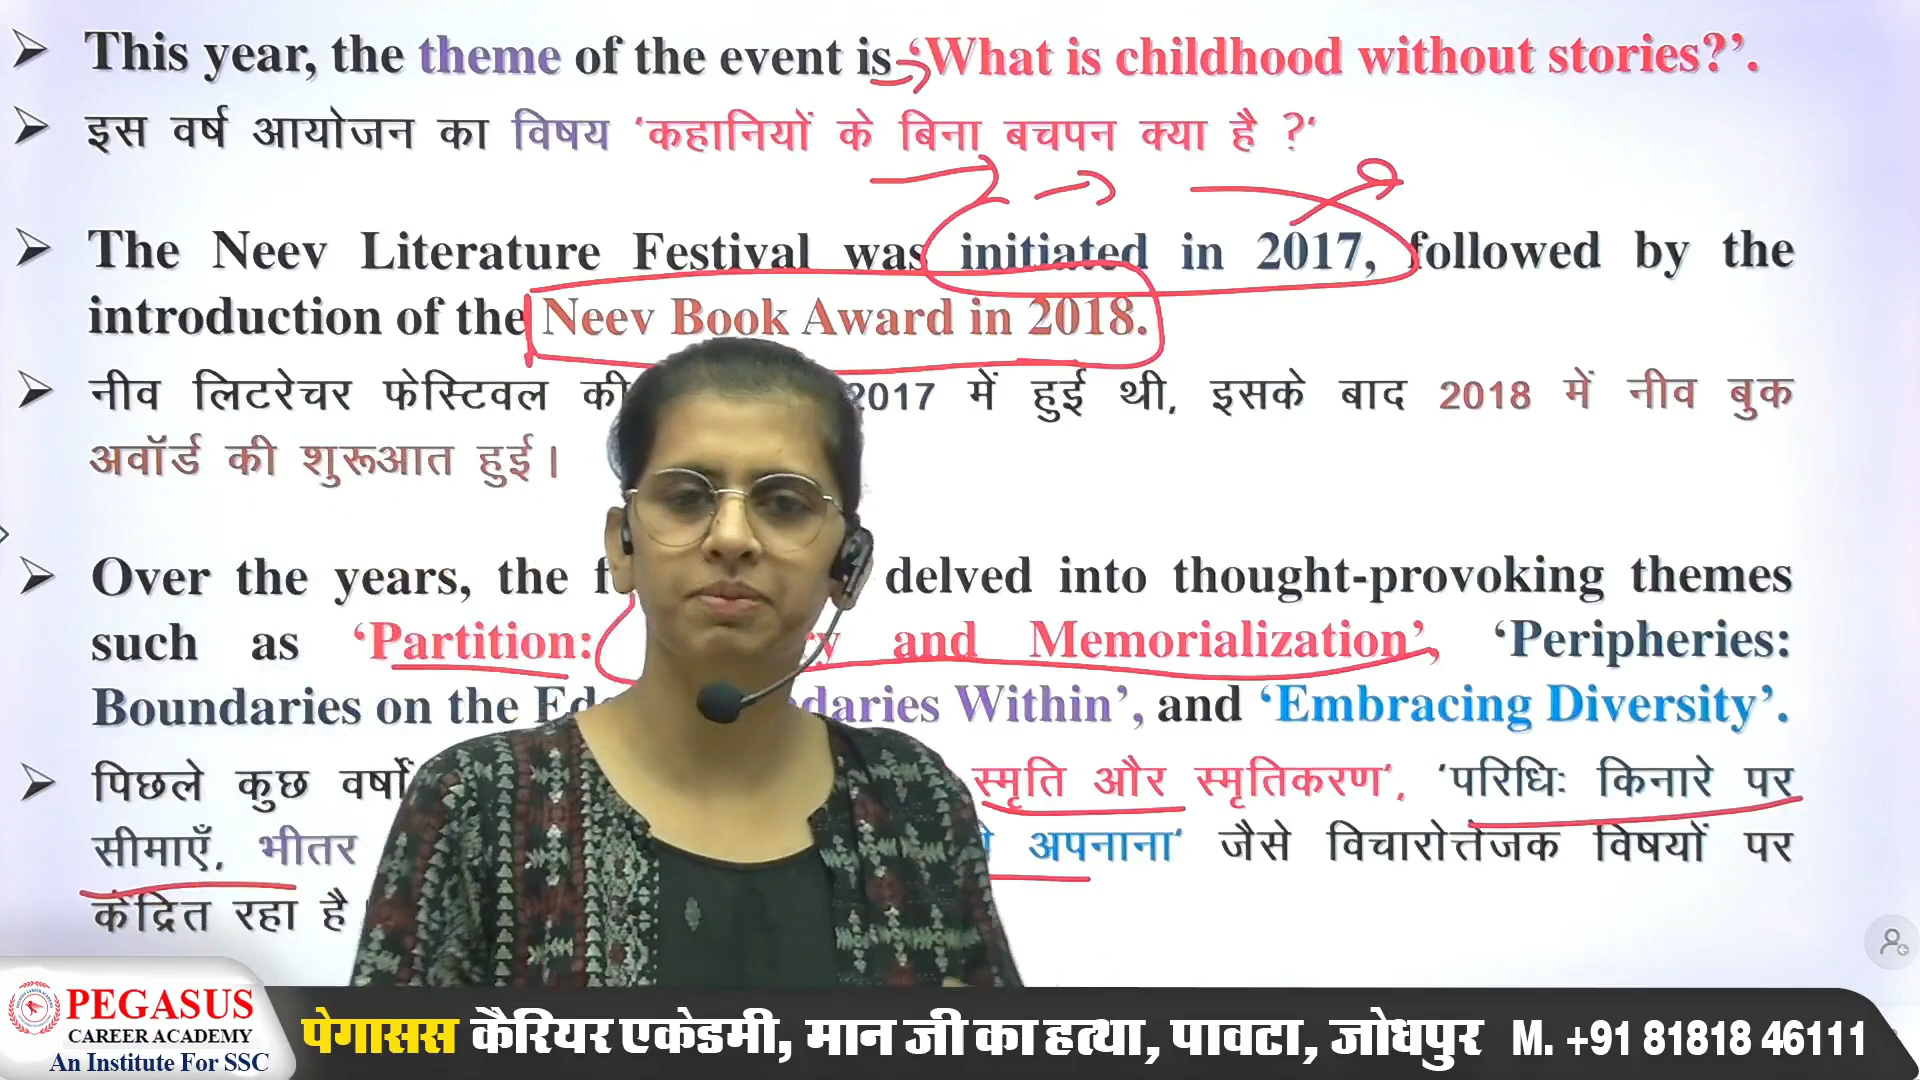 This year, the theme of the event is 'What is childhood without stories?'.
इस वर्ष आयोजन का विषय 'कहानियों के बिना बचपन क्या है ?'
The Neev Literature Festival was initiated in 2017, followed by the
introduction of the Neev Book Award in 2018.
नीव लिटरेचर फेस्टिवल की 2017 में हुई थी, इसके बाद 2018 में नीव बुक
अवॉर्ड की शुरूआत हुई।
Over the years, the delved into thought-provoking themes
such as 'Partition: and Memorialization', 'Peripheries:
Boundaries on the Within', and 'Embracing Diversity'.
पिछले कुछ वर्षों स्मृति और स्मृतिकरण', 'परिधिः किनारे पर
सीमाएँ, भीतर अपनाना' जैसे विचारोत्तेजक विषयों पर
केंद्रित रहा है
PEGASUS
CAREER ACADEMY
An Institute For SSC
पेगासस कैरियर एकेडमी, मान जी का हत्था, पावटा, जोधपुर M. +91 81818 46111